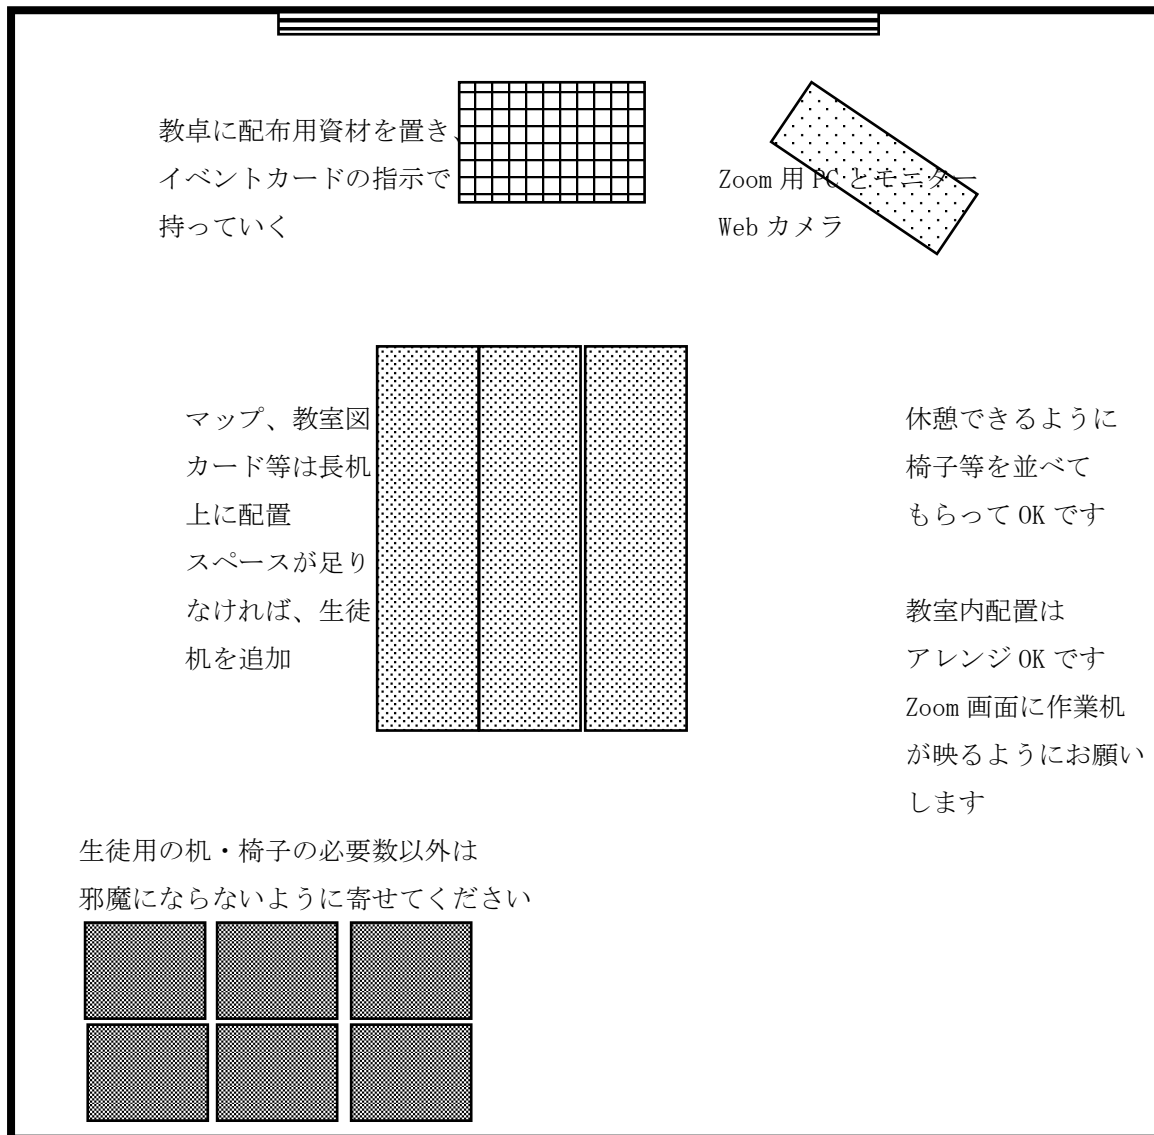 教卓に配布用資材を置き、
イベントカードの指示で
持っていく
Zoom 用 PC とモニター
Web カメラ
マップ、教室図
カード等は長机
上に配置
スペースが足り
なければ、生徒
机を追加
休憩できるように
椅子等を並べて
もらって OK です
教室内配置は
アレンジ OK です
Zoom 画面に作業机
が映るようにお願い
します
生徒用の机・椅子の必要数以外は
邪魔にならないように寄せてください